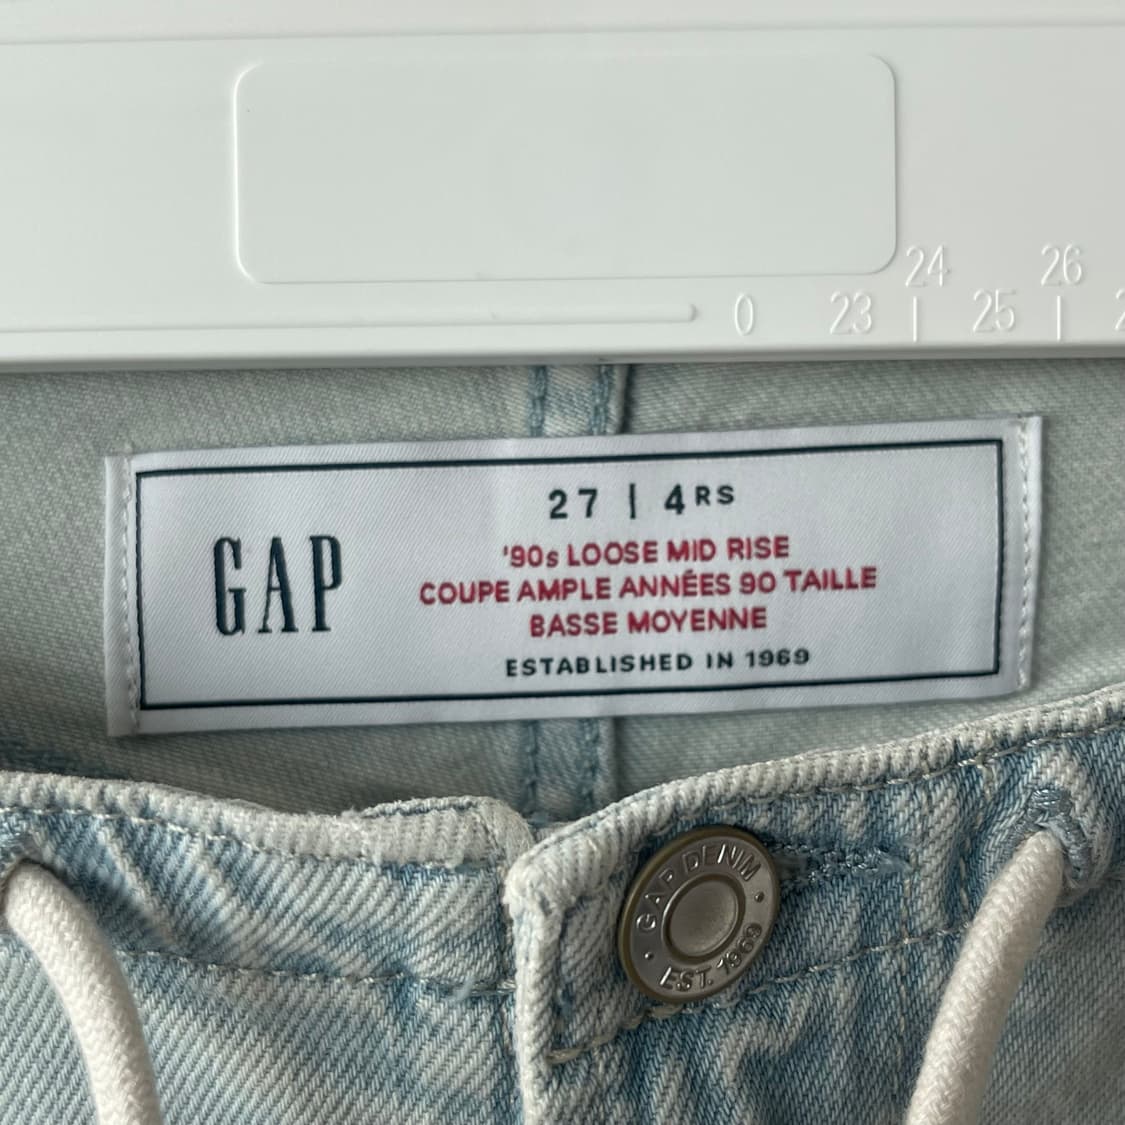 24 26
0 23 | 25 |
27 | 4RS
GAP
'90s LOOSE MID RISE
COUPE AMPLE ANNÉES 90 TAILLE
BASSE MOYENNE
ESTABLISHED IN 1969
GAP DENIM
EST. 1969